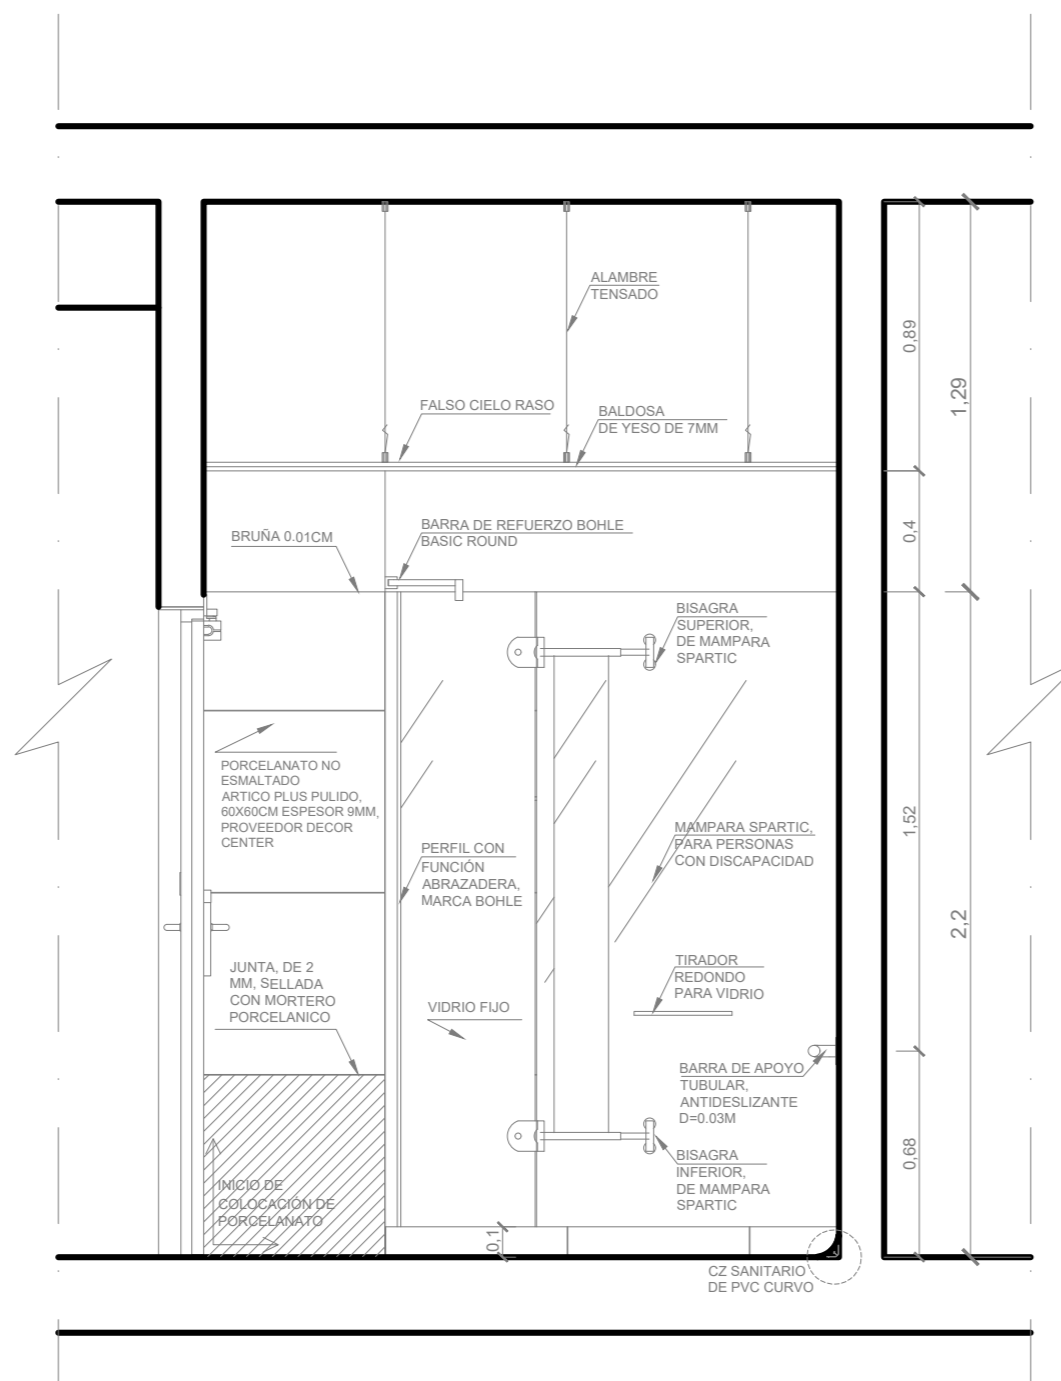 ALAMBRE
TENSADO
0,89
1,29
FALSO CIELO RASO
BALDOSA
DE YESO DE 7MM
BRUÑA 0.01CM
BARRA DE REFUERZO BOHLE
BASIC ROUND
0,4
BISAGRA
SUPERIOR,
DE MAMPARA
SPARTIC
PORCELANATO NO
ESMALTADO
ARTICO PLUS PULIDO,
60X60CM ESPESOR 9MM,
PROVEEDOR DECOR
CENTER
PERFIL CON
FUNCIÓN
ABRAZADERA,
MARCA BOHLE
MAMPARA SPARTIC,
PARA PERSONAS
CON DISCAPACIDAD
1,52
2,2
JUNTA, DE 2
MM, SELLADA
CON MORTERO
PORCELANICO
VIDRIO FIJO
TIRADOR
REDONDO
PARA VIDRIO
BARRA DE APOYO
TUBULAR,
ANTIDESLIZANTE
D=0.03M
0,68
BISAGRA
INFERIOR,
DE MAMPARA
SPARTIC
INICIO DE
COLOCACIÓN DE
PORCELANATO
0,1
CZ SANITARIO
DE PVC CURVO